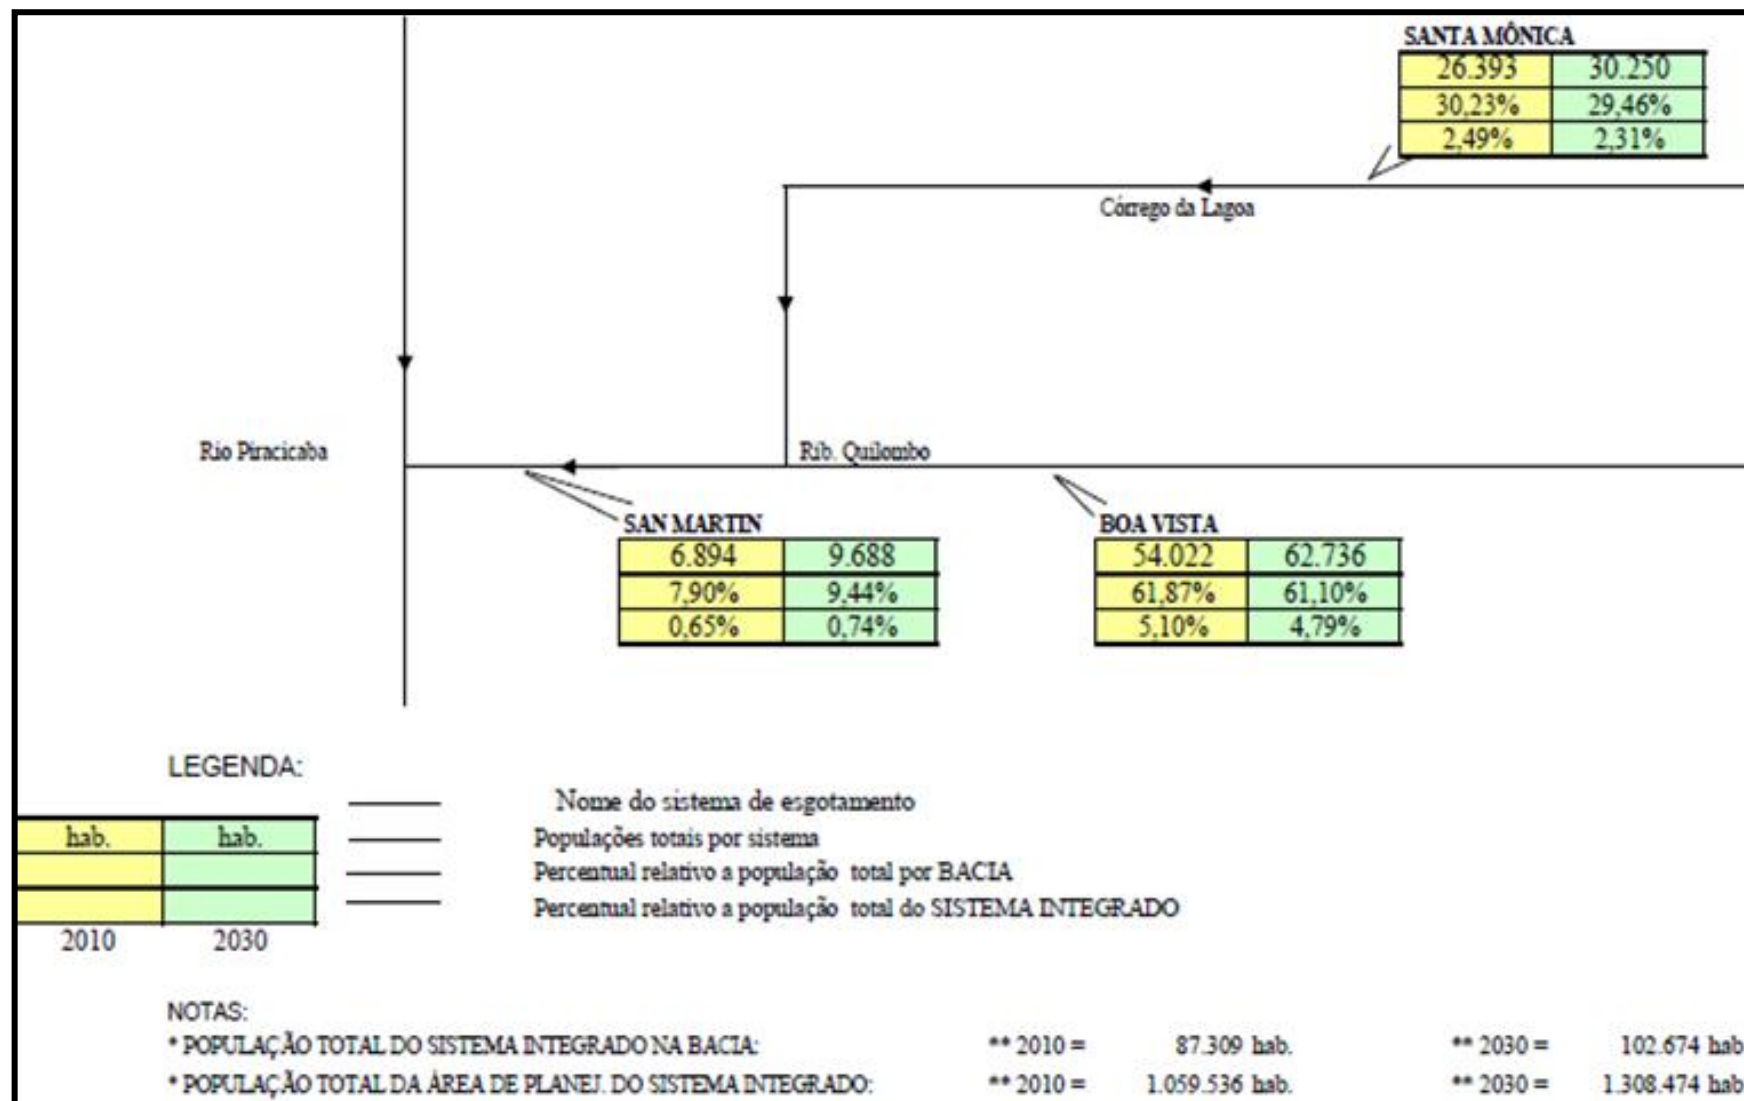 SANTA MÔNICA
26.393 30.250
30,23% 29,46%
2,49% 2,31%
Córrego da Lagoa
Rio Piracicaba
Rib. Quilombo
SAN MARTIN
6.894 9.688
7,90% 9,44%
0,65% 0,74%
BOA VISTA
54.022 62.736
61,87% 61,10%
5,10% 4,79%
LEGENDA:
Nome do sistema de esgotamento
hab. hab. Populações totais por sistema
Percentual relativo a população total por BACIA
Percentual relativo a população total do SISTEMA INTEGRADO
2010 2030
NOTAS:
* POPULAÇÃO TOTAL DO SISTEMA INTEGRADO NA BACIA: ** 2010 = 87.309 hab. ** 2030 = 102.674 hab
* POPULAÇÃO TOTAL DA ÁREA DE PLANEJ. DO SISTEMA INTEGRADO: ** 2010 = 1.059.536 hab. ** 2030 = 1.308.474 hab